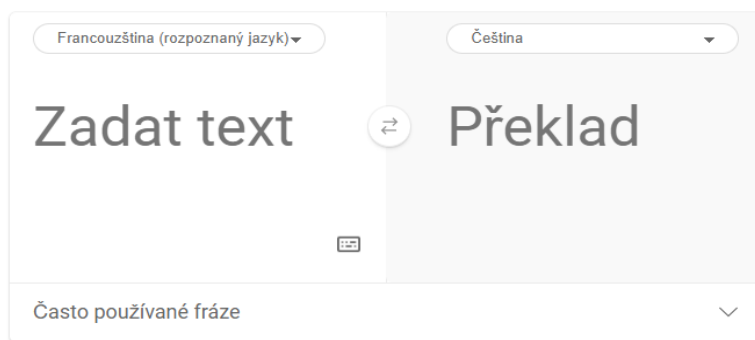 Francouzština (rozpoznaný jazyk)
Čeština
Zadat text
Překlad
Často používané fráze